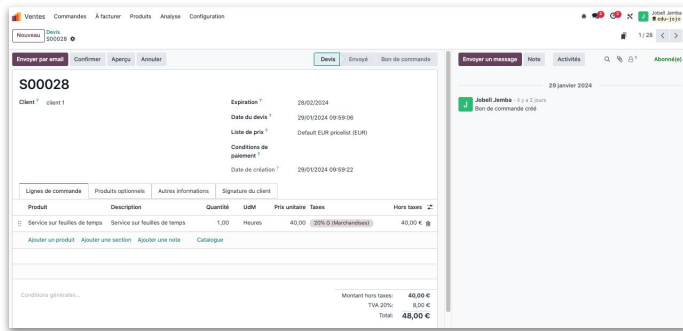 Ventes Commandes À facturer Produits Analyse Configuration
Jobell Jemba
edu-jojo
Nouveau Devis
S00028
1 / 28
Envoyer par email Confirmer Aperçu Annuler Devis Envoyé Bon de commande
Envoyer un message Note Activités 1 Abonné(e)
S00028
Client ? client 1
Expiration ? 28/02/2024
Date du devis ? 29/01/2024 09:59:06
Liste de prix ? Default EUR pricelist (EUR)
Conditions de
paiement ?
Date de création ? 29/01/2024 09:59:22
29 janvier 2024
J Jobell Jemba - il y a 2 jours
Bon de commande créé
Lignes de commande Produits optionnels Autres informations Signature du client
Produit Description Quantité UdM Prix unitaire Taxes Hors taxes
Service sur feuilles de temps Service sur feuilles de temps 1,00 Heures 40,00 20% G (Marchandises) 40,00 €
Ajouter un produit Ajouter une section Ajouter une note Catalogue
Conditions générales...
Montant hors taxes: 40,00 €
TVA 20%: 8,00 €
Total: 48,00 €